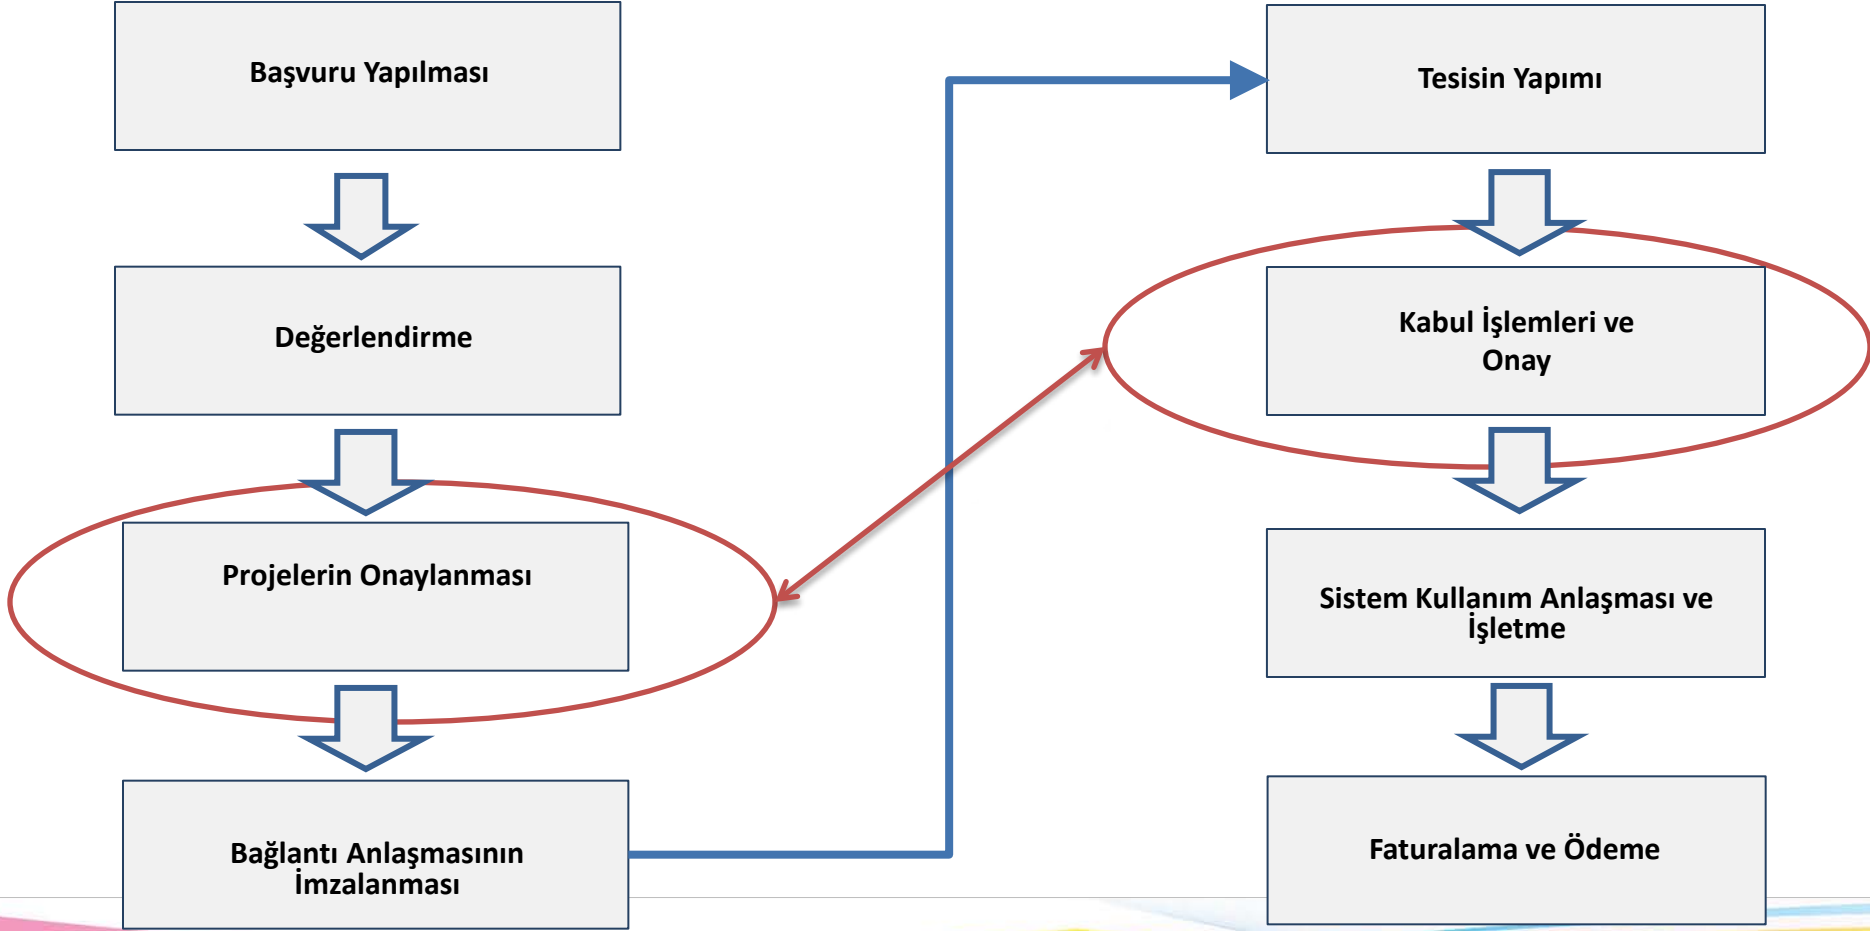 Başvuru Yapılması
Değerlendirme
Projelerin Onaylanması
Bağlantı Anlaşmasının
İmzalanması
Tesisin Yapımı
Kabul İşlemleri ve
Onay
Sistem Kullanım Anlaşması ve
İşletme
Faturalama ve Ödeme